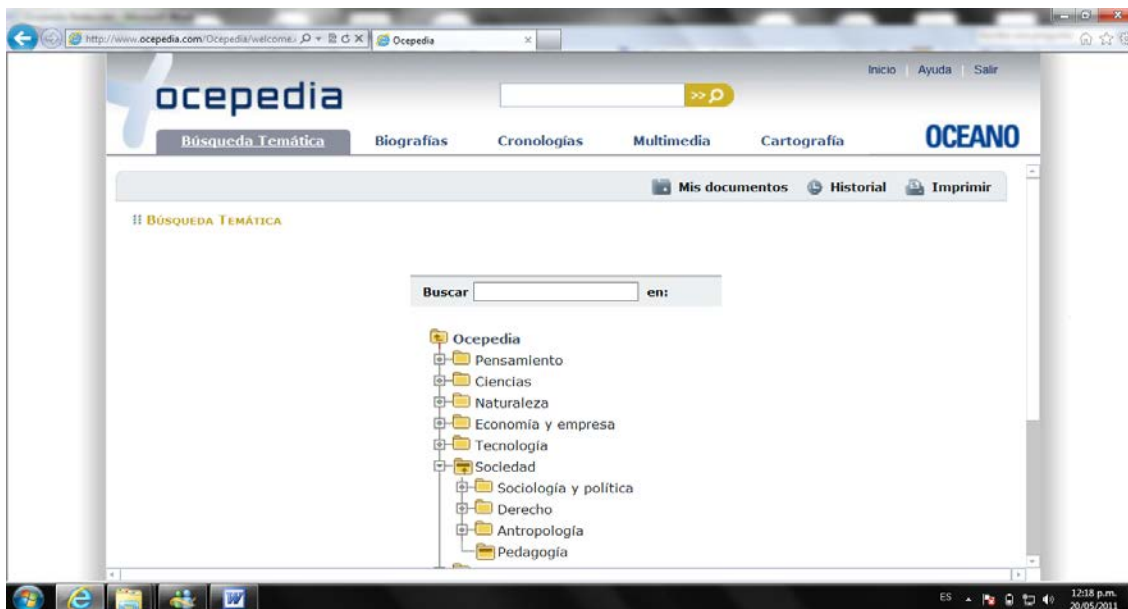 http://www.ocepedia.com/Ocepedia/welcome. Ocepedia
Inicio Ayuda Salir
ocepedia >>
Búsqueda Temática Biografías Cronologías Multimedia Cartografía OCEANO
Mis documentos Historial Imprimir
BÚSQUEDA TEMÁTICA
Buscar en:
Ocepedia
Pensamiento
Ciencias
Naturaleza
Economía y empresa
Tecnología
Sociedad
Sociología y política
Derecho
Antropología
Pedagogía
ES 12:18 p.m.
20/05/2011